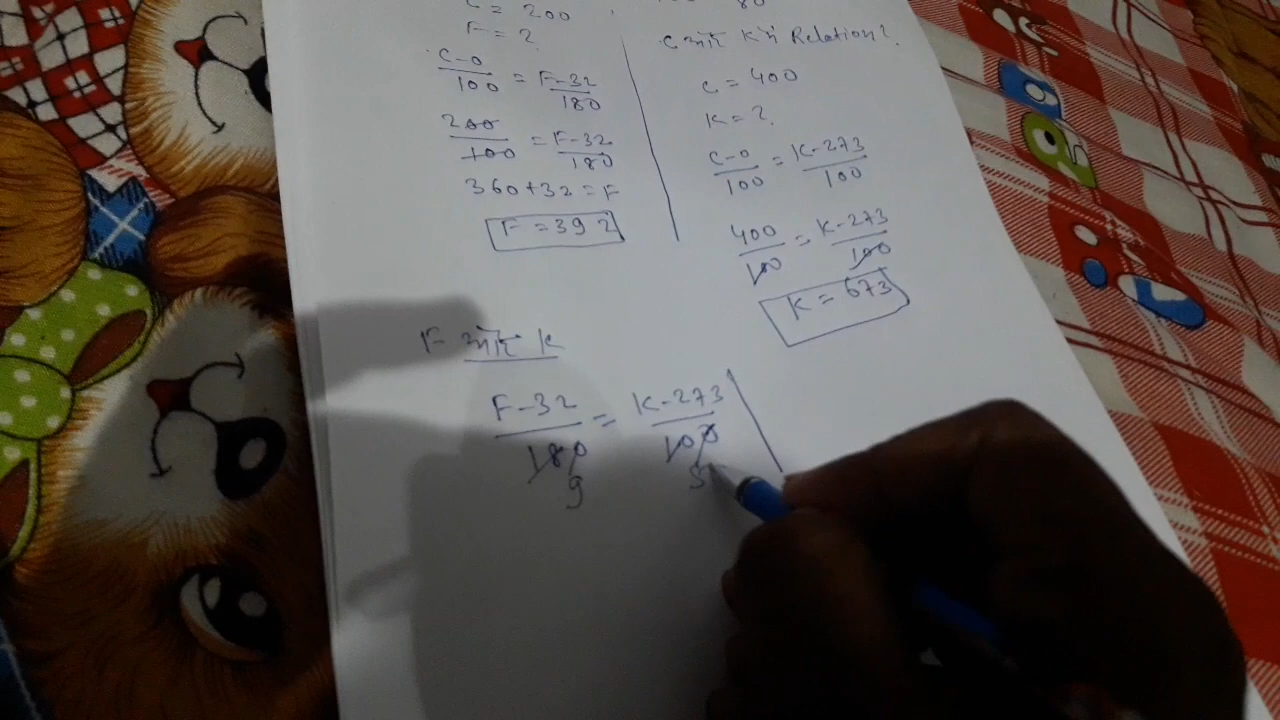 C = 200
F = ?
C-0/100 = F-32/180
200/100 = F-32/180
360+32 = F
F = 392
80
C और K में Relation?
C = 400
K = ?
C-0/100 = K-273/100
400/100 = K-273/100
K = 673
F और K
F-32/180 = K-273/100
9 5